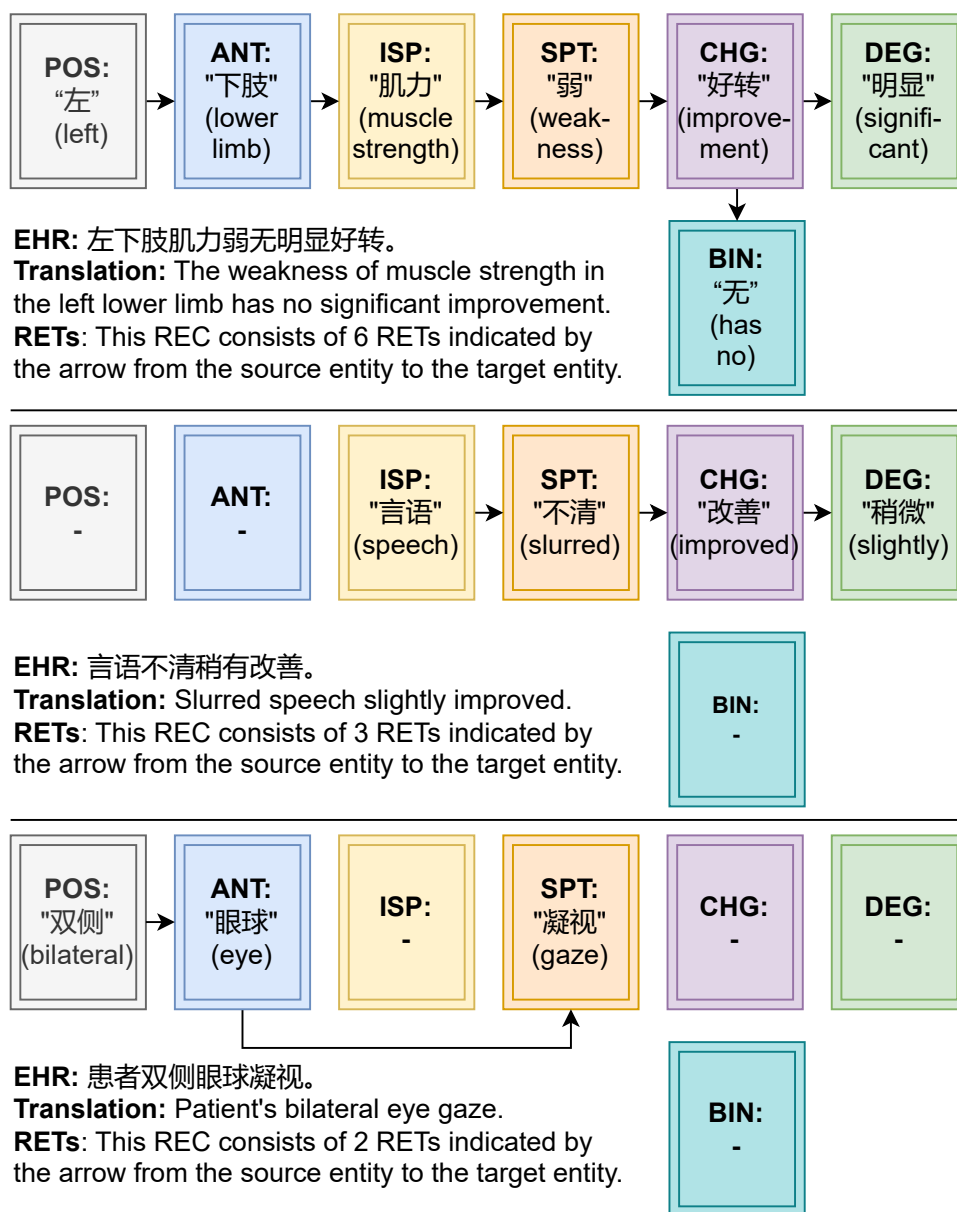 POS:
“左”
(left)
ANT:
"下肢"
(lower
limb)
ISP:
"肌力"
(muscle
strength)
SPT:
"弱"
(weak-
ness)
CHG:
"好转"
(improve-
ment)
DEG:
"明显"
(signifi-
cant)
BIN:
“无”
(has
no)
EHR: 左下肢肌力弱无明显好转。
Translation: The weakness of muscle strength in
the left lower limb has no significant improvement.
RETs: This REC consists of 6 RETs indicated by
the arrow from the source entity to the target entity.
POS:
-
ANT:
-
ISP:
"言语"
(speech)
SPT:
"不清"
(slurred)
CHG:
"改善"
(improved)
DEG:
"稍微"
(slightly)
BIN:
-
EHR: 言语不清稍有改善。
Translation: Slurred speech slightly improved.
RETs: This REC consists of 3 RETs indicated by
the arrow from the source entity to the target entity.
POS:
"双侧"
(bilateral)
ANT:
"眼球"
(eye)
ISP:
-
SPT:
"凝视"
(gaze)
CHG:
-
DEG:
-
BIN:
-
EHR: 患者双侧眼球凝视。
Translation: Patient's bilateral eye gaze.
RETs: This REC consists of 2 RETs indicated by
the arrow from the source entity to the target entity.